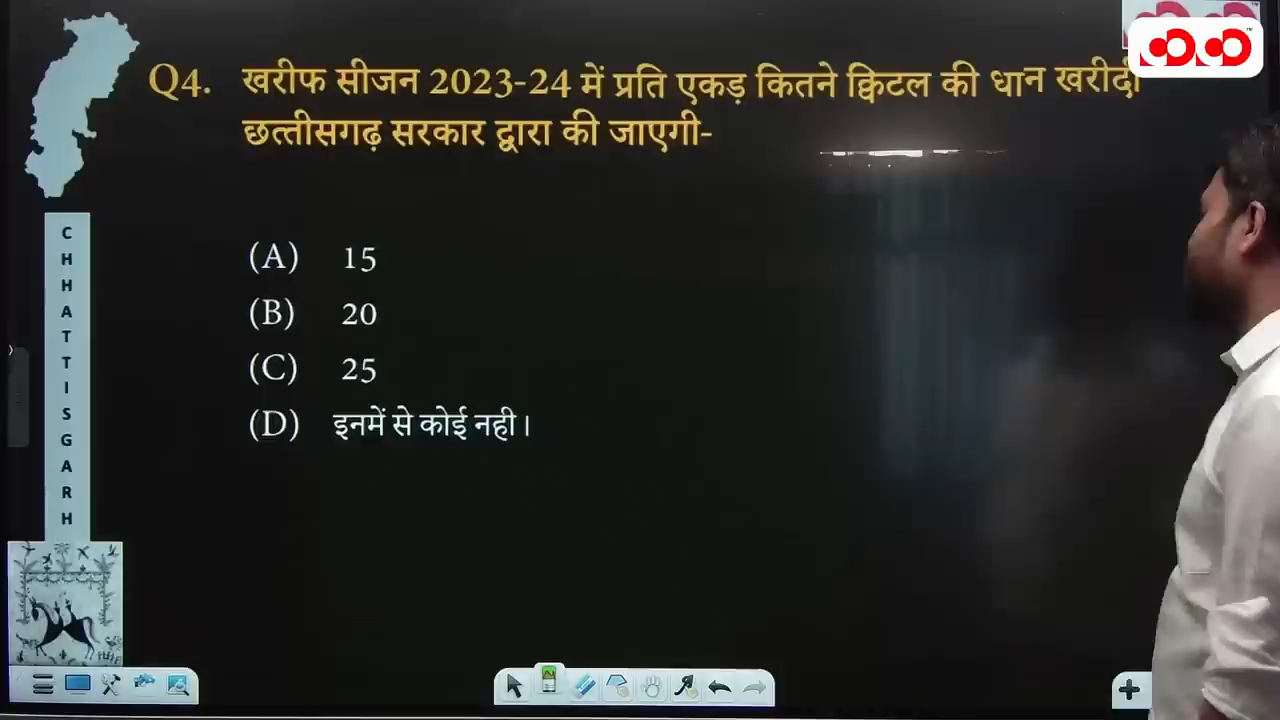 Q4. खरीफ सीजन 2023-24 में प्रति एकड़ कितने क्विटल की धान खरीदी
छत्तीसगढ़ सरकार द्वारा की जाएगी-
(A) 15
(B) 20
(C) 25
(D) इनमें से कोई नही।
CHHATTISGARH